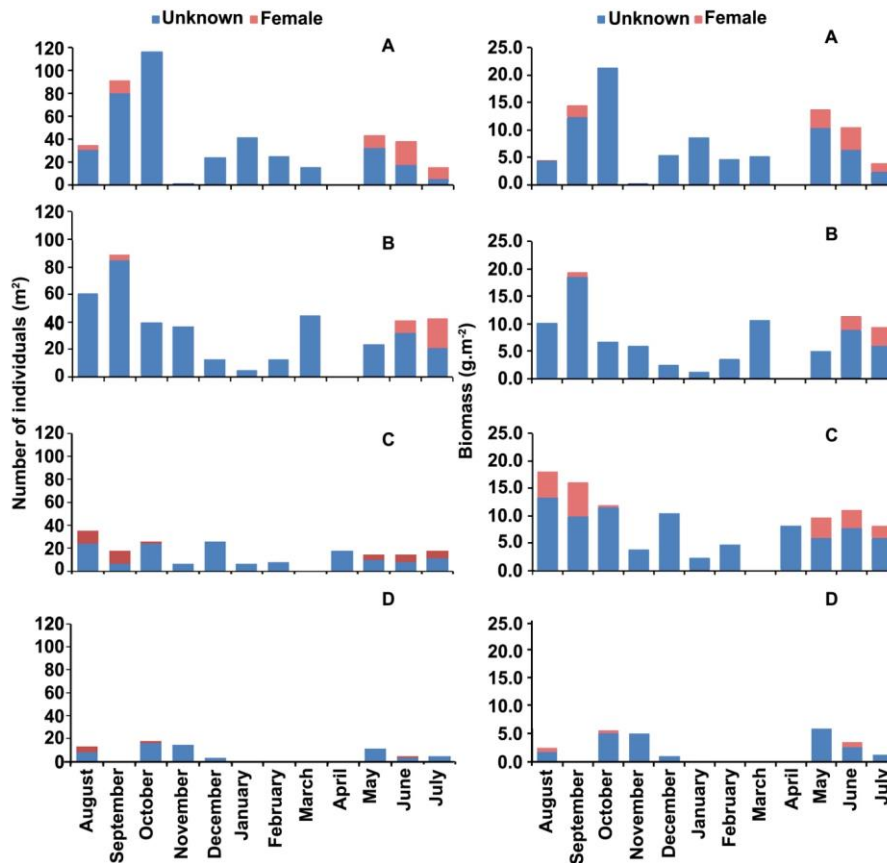 Unknown Female
A
120
100
80
60
40
20
0
B
120
100
80
60
40
20
0
C
120
100
80
60
40
20
0
D
120
100
80
60
40
20
0
Number of individuals (m²)
August
September
October
November
December
January
February
March
April
May
June
July
Unknown Female
A
25.0
20.0
15.0
10.0
5.0
0.0
B
25.0
20.0
15.0
10.0
5.0
0.0
C
25.0
20.0
15.0
10.0
5.0
0.0
D
25.0
20.0
15.0
10.0
5.0
0.0
Biomass (g.m⁻²)
August
September
October
November
December
January
February
March
April
May
June
July